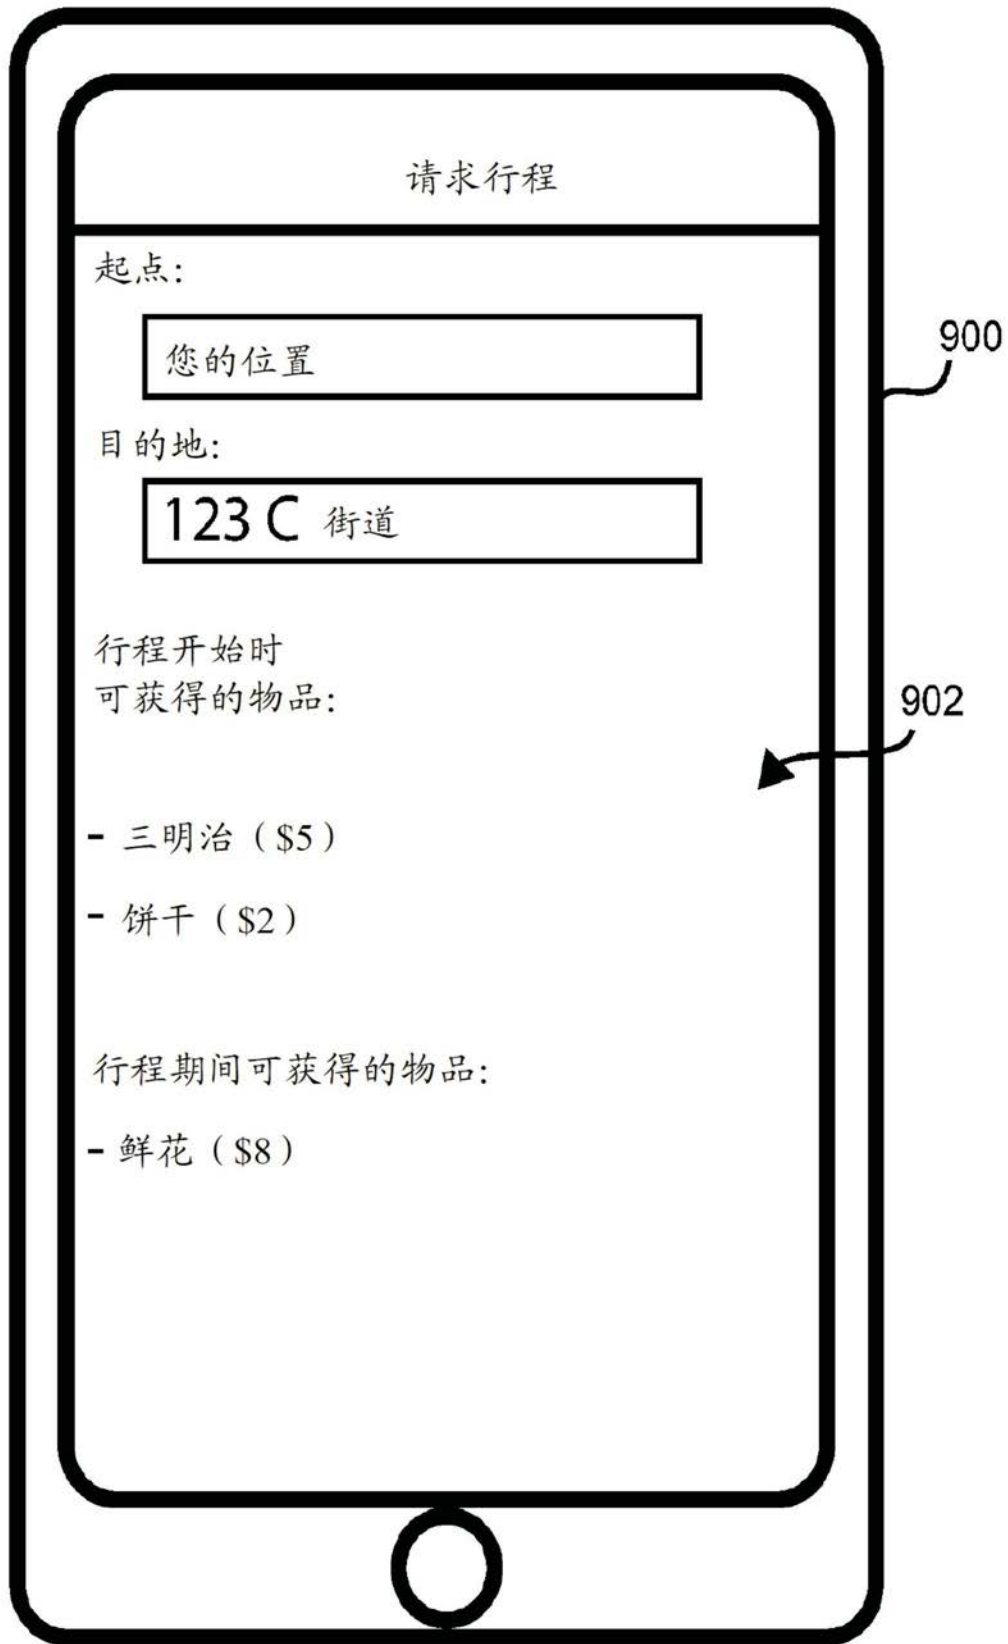 请求行程
起点:
您的位置
900
目的地:
123 C 街道
行程开始时
可获得的物品:
902
- 三明治（$5）
- 饼干（$2）
行程期间可获得的物品:
- 鲜花（$8）